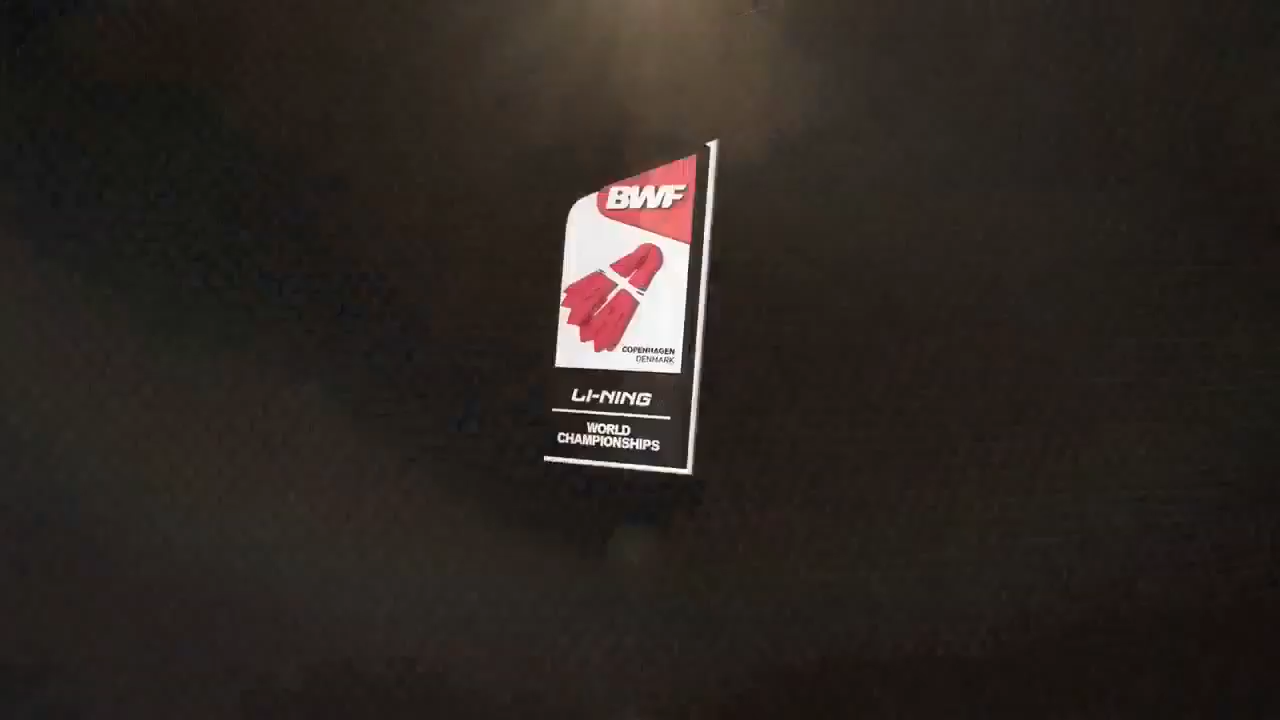 BWF
COPENHAGEN
DENMARK
LI-NING
WORLD
CHAMPIONSHIPS